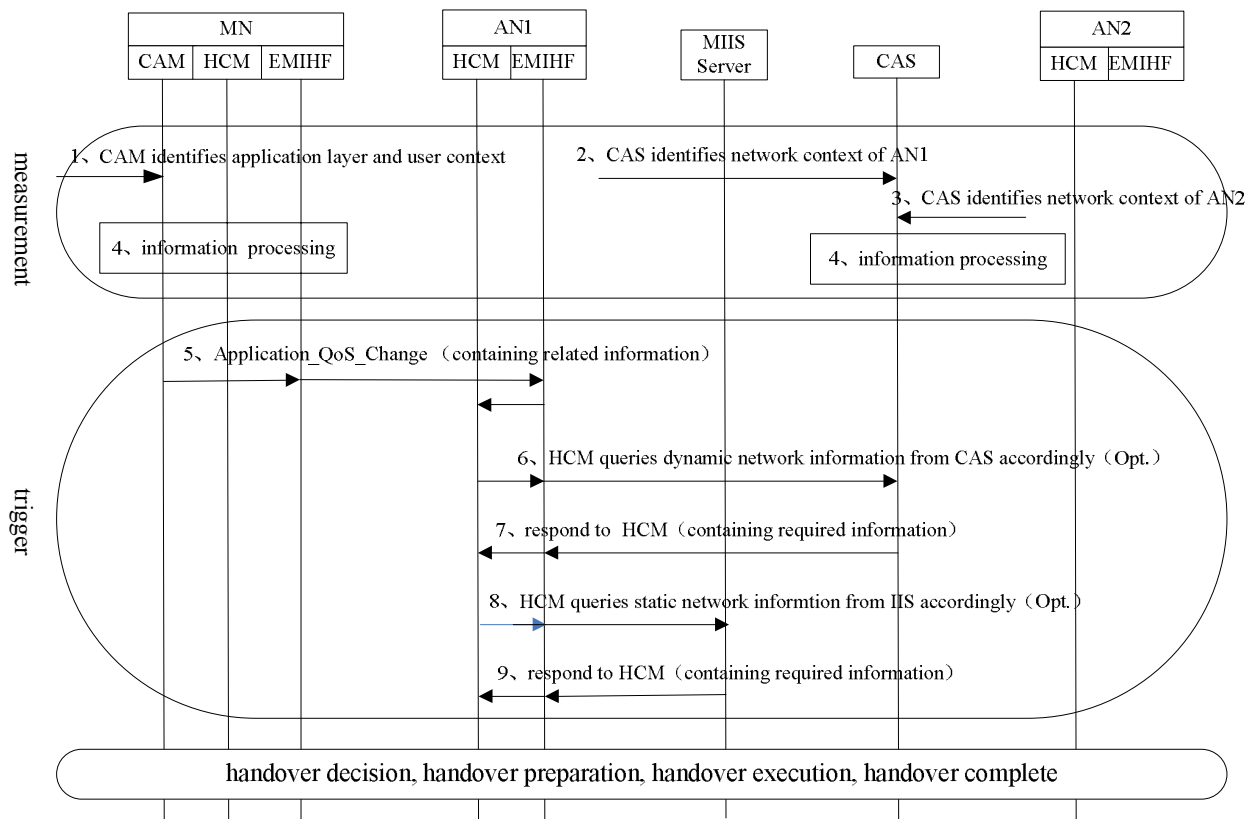 MN
CAM HCM EMIHF
AN1
HCM EMIHF
MIIS
Server
CAS
AN2
HCM EMIHF
measurement
1、CAM identifies application layer and user context
2、CAS identifies network context of AN1
3、CAS identifies network context of AN2
4、information processing
4、information processing
trigger
5、Application_QoS_Change （containing related information）
6、HCM queries dynamic network information from CAS accordingly（Opt.）
7、respond to HCM（containing required information）
8、HCM queries static network informtion from IIS accordingly（Opt.）
9、respond to HCM（containing required information）
handover decision, handover preparation, handover execution, handover complete